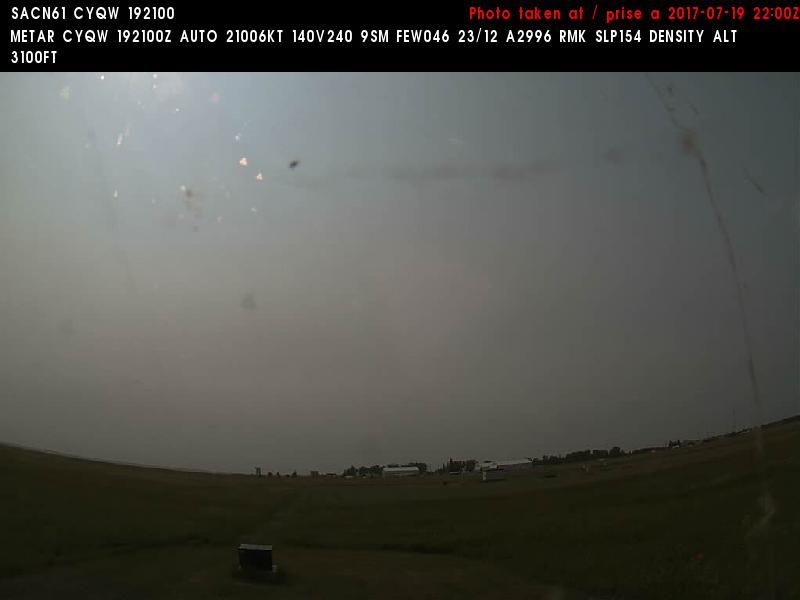 SACN61 CYQW 192100
Photo taken at / prise a 2017-07-19 22:00Z
METAR CYQW 192100Z AUTO 21006KT 140V240 9SM FEW046 23/12 A2996 RMK SLP154 DENSITY ALT
3100FT